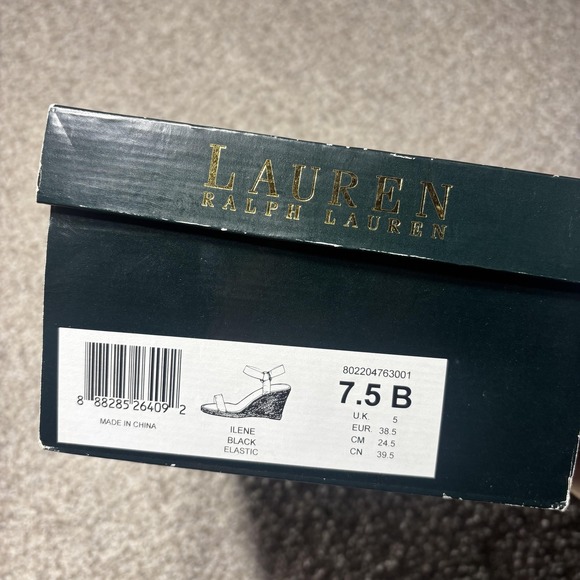 LAUREN
RALPH LAUREN
8 88285 26409 2
MADE IN CHINA
ILENE
BLACK
ELASTIC
802204763001
7.5 B
U.K. 5
EUR. 38.5
CM 24.5
CN 39.5